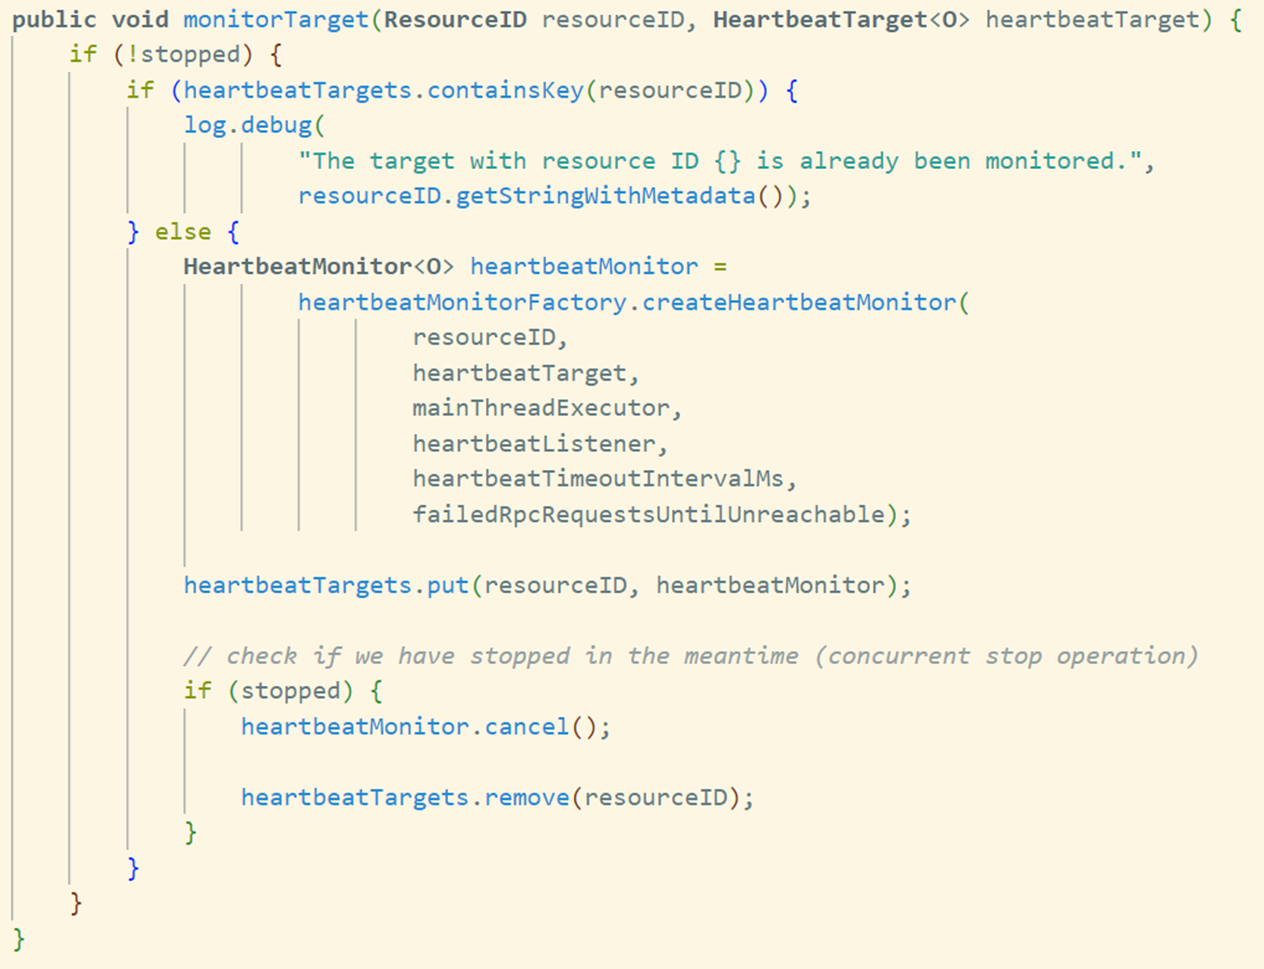 public void monitorTarget(ResourceID resourceID, HeartbeatTarget<O> heartbeatTarget) {
    if (!stopped) {
        if (heartbeatTargets.containsKey(resourceID)) {
            log.debug(
                    "The target with resource ID {} is already been monitored.",
                    resourceID.getStringWithMetadata());
        } else {
            HeartbeatMonitor<O> heartbeatMonitor =
                    heartbeatMonitorFactory.createHeartbeatMonitor(
                            resourceID,
                            heartbeatTarget,
                            mainThreadExecutor,
                            heartbeatListener,
                            heartbeatTimeoutIntervalMs,
                            failedRpcRequestsUntilUnreachable);

            heartbeatTargets.put(resourceID, heartbeatMonitor);

            // check if we have stopped in the meantime (concurrent stop operation)
            if (stopped) {
                heartbeatMonitor.cancel();

                heartbeatTargets.remove(resourceID);
            }
        }
    }
}